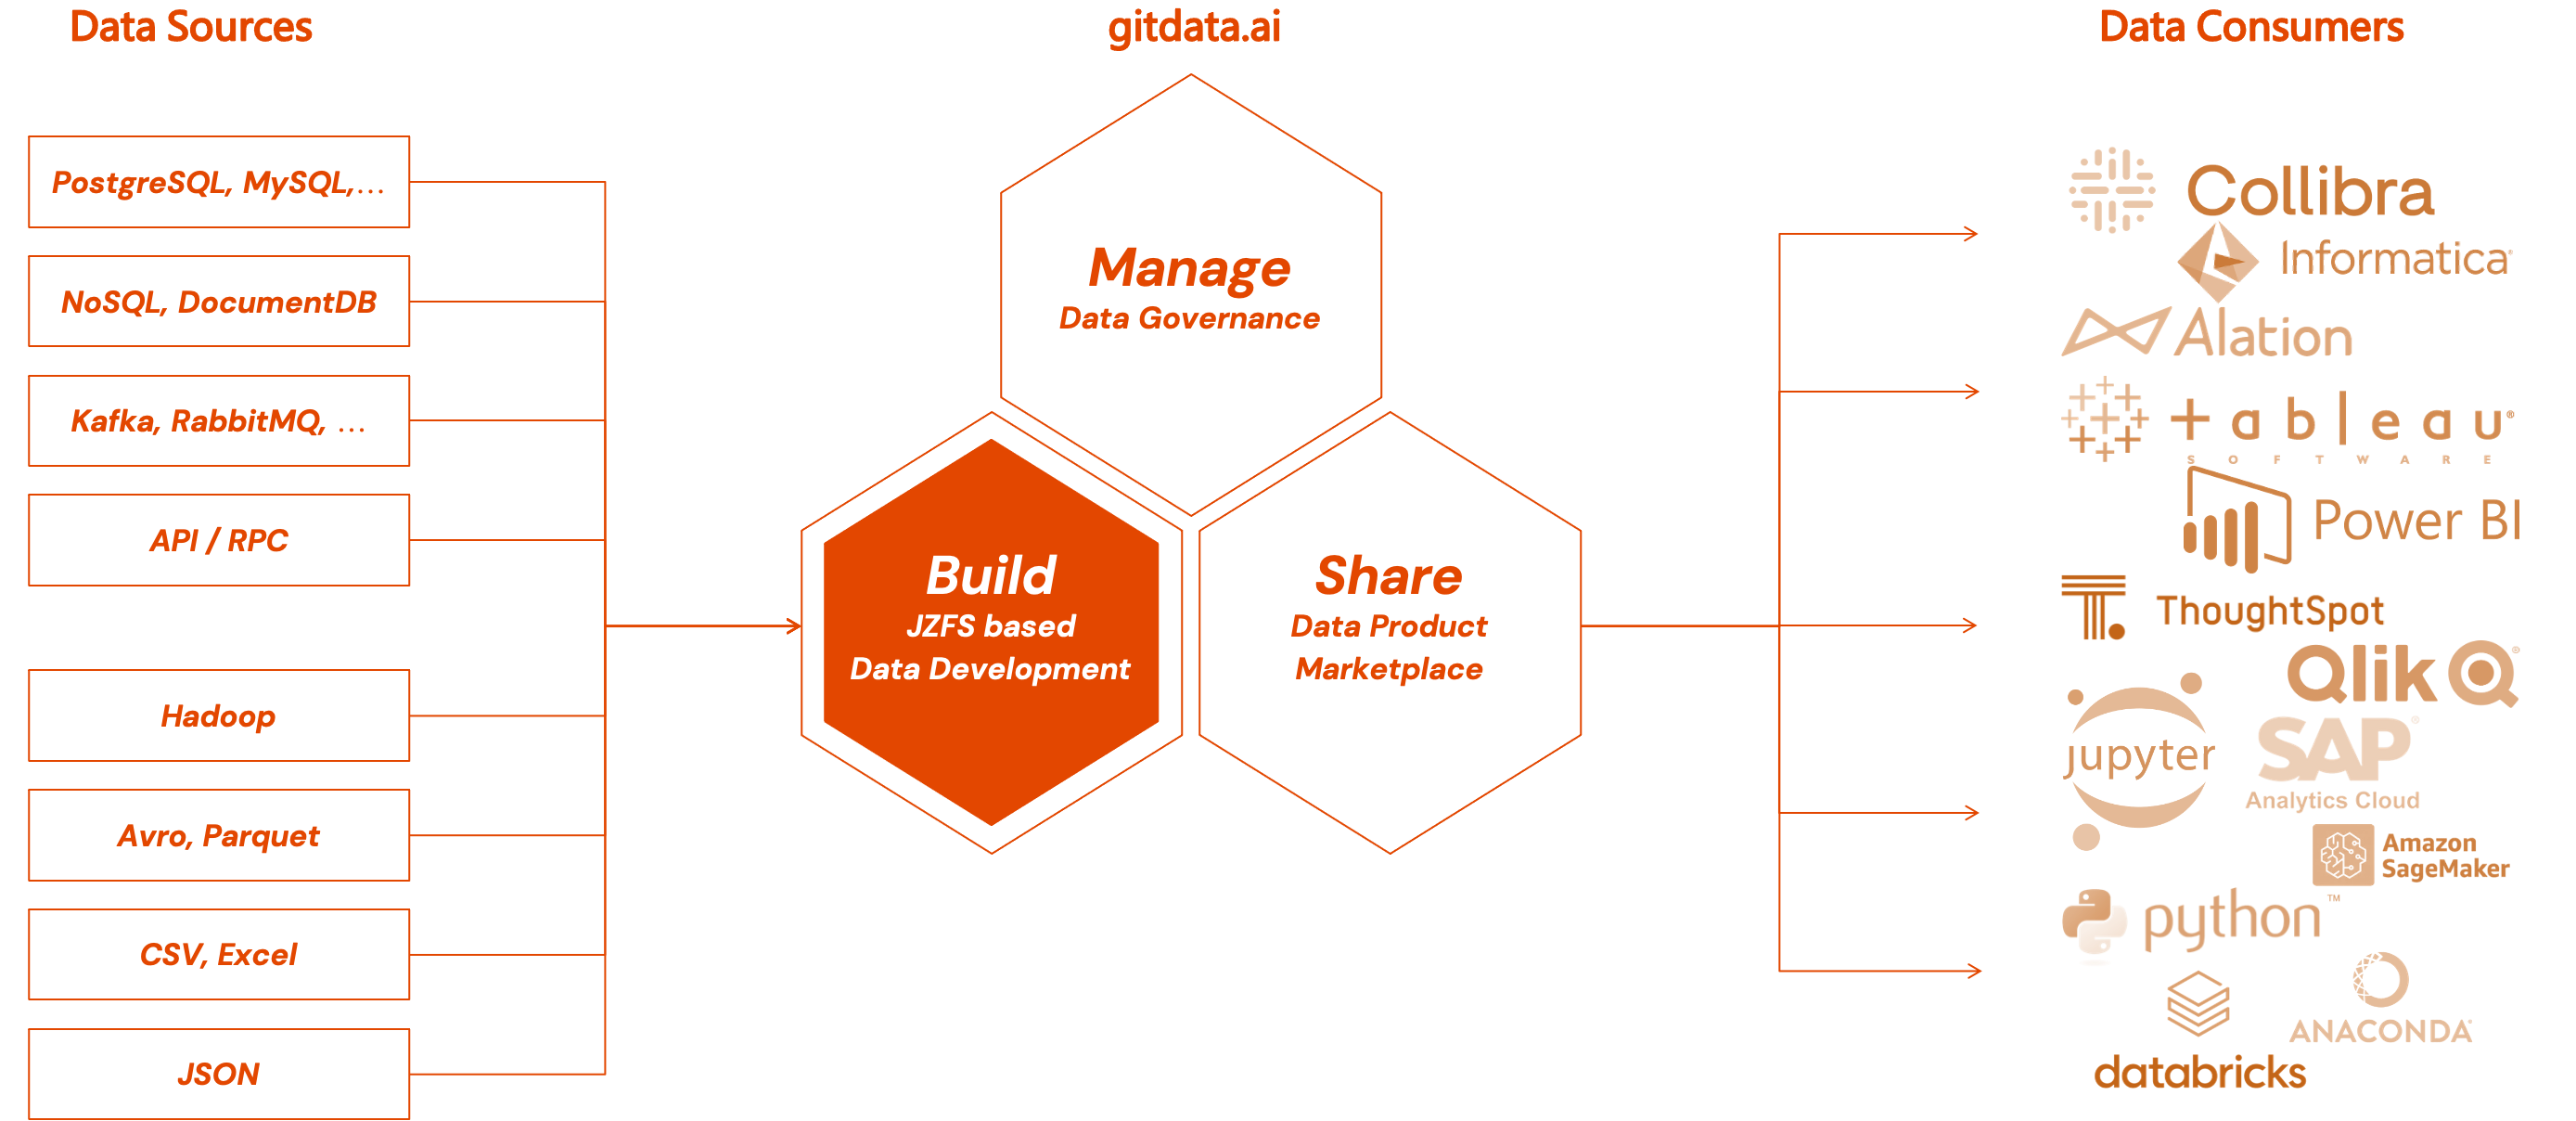 Data Sources
gitdata.ai
Data Consumers
PostgreSQL, MySQL,...
NoSQL, DocumentDB
Kafka, RabbitMQ, ...
API / RPC
Hadoop
Avro, Parquet
CSV, Excel
JSON
Manage
Data Governance
Build
JZFS based
Data Development
Share
Data Product
Marketplace
Collibra
Informatica®
Alation
+ableau®
SOFTWARE
Power BI
ThoughtSpot
Qlik Q®
jupyter
SAP®
Analytics Cloud
Amazon
SageMaker
python™
ANACONDA®
databricks